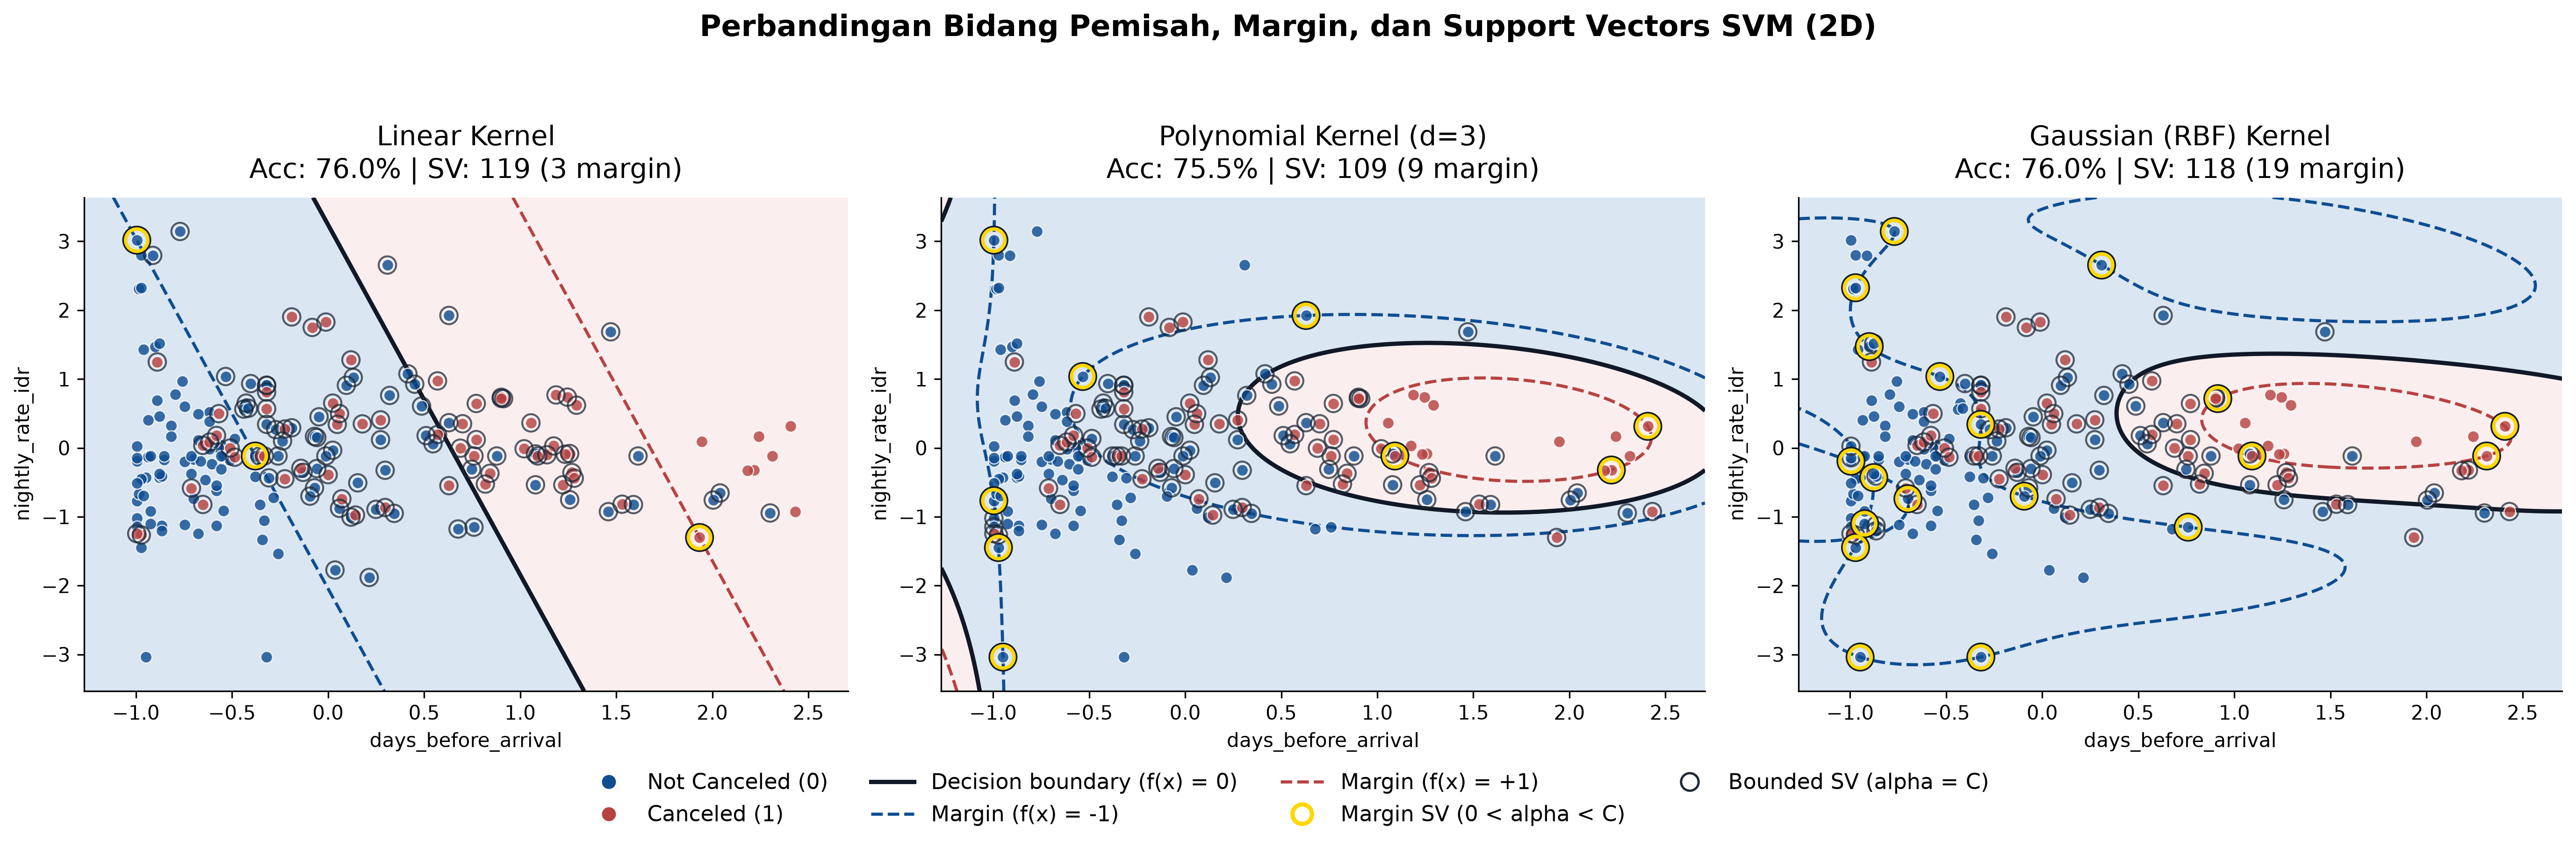 Perbandingan Bidang Pemisah, Margin, dan Support Vectors SVM (2D)
Linear Kernel
Acc: 76.0% | SV: 119 (3 margin)
nightly_rate_idr
3
2
1
0
−1
−2
−3
−1.0 −0.5 0.0 0.5 1.0 1.5 2.0 2.5
days_before_arrival
Polynomial Kernel (d=3)
Acc: 75.5% | SV: 109 (9 margin)
nightly_rate_idr
3
2
1
0
−1
−2
−3
−1.0 −0.5 0.0 0.5 1.0 1.5 2.0 2.5
days_before_arrival
Gaussian (RBF) Kernel
Acc: 76.0% | SV: 118 (19 margin)
nightly_rate_idr
3
2
1
0
−1
−2
−3
−1.0 −0.5 0.0 0.5 1.0 1.5 2.0 2.5
days_before_arrival
Not Canceled (0)
Canceled (1)
Decision boundary (f(x) = 0)
Margin (f(x) = -1)
Margin (f(x) = +1)
Margin SV (0 < alpha < C)
Bounded SV (alpha = C)